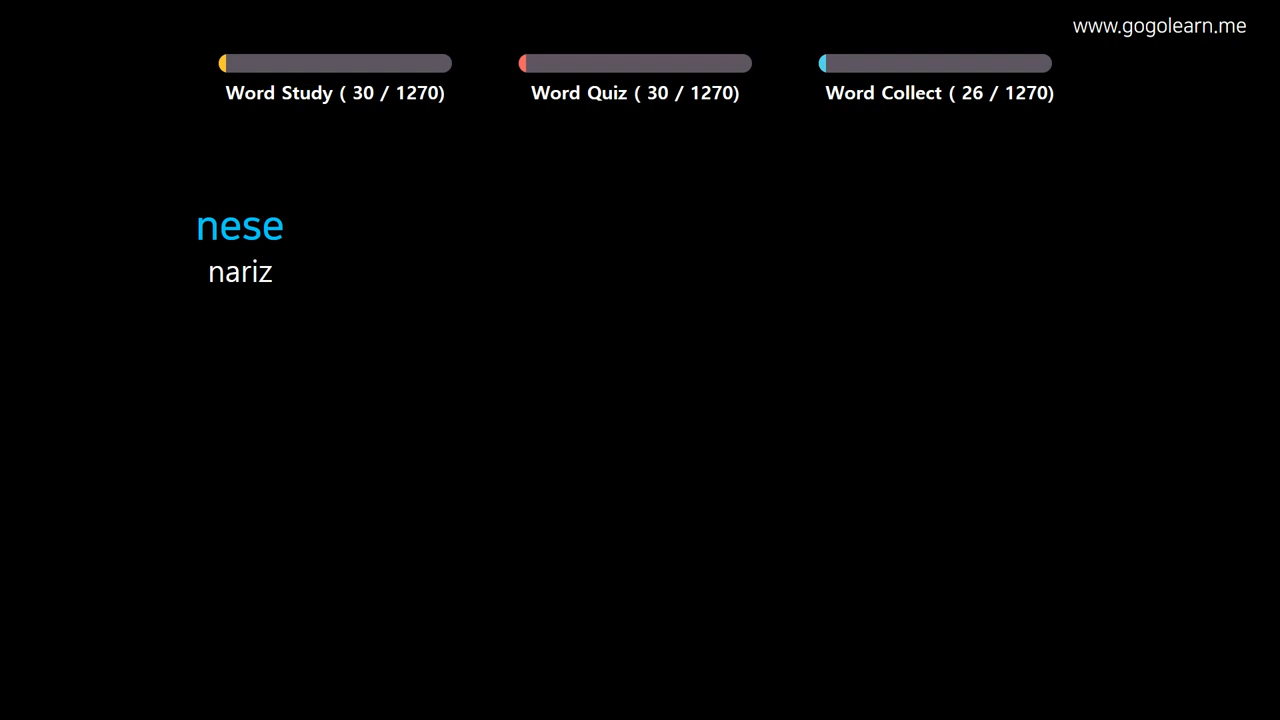 www.gogolearn.me
Word Study ( 30 / 1270)
Word Quiz ( 30 / 1270)
Word Collect ( 26 / 1270)
nese
nariz